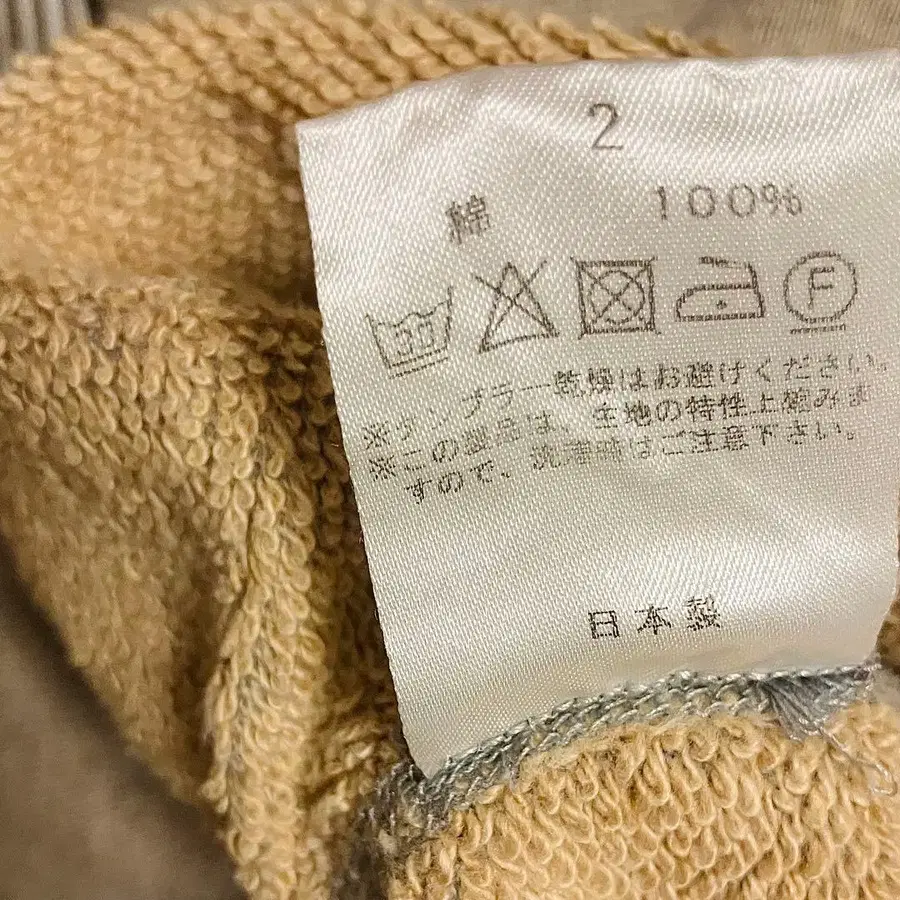 2
綿 100%
30
F
※タンブラー乾燥はお避けください。
※この製品は、生地の特性上縮みま
すので、洗濯時はご注意下さい。
日本製